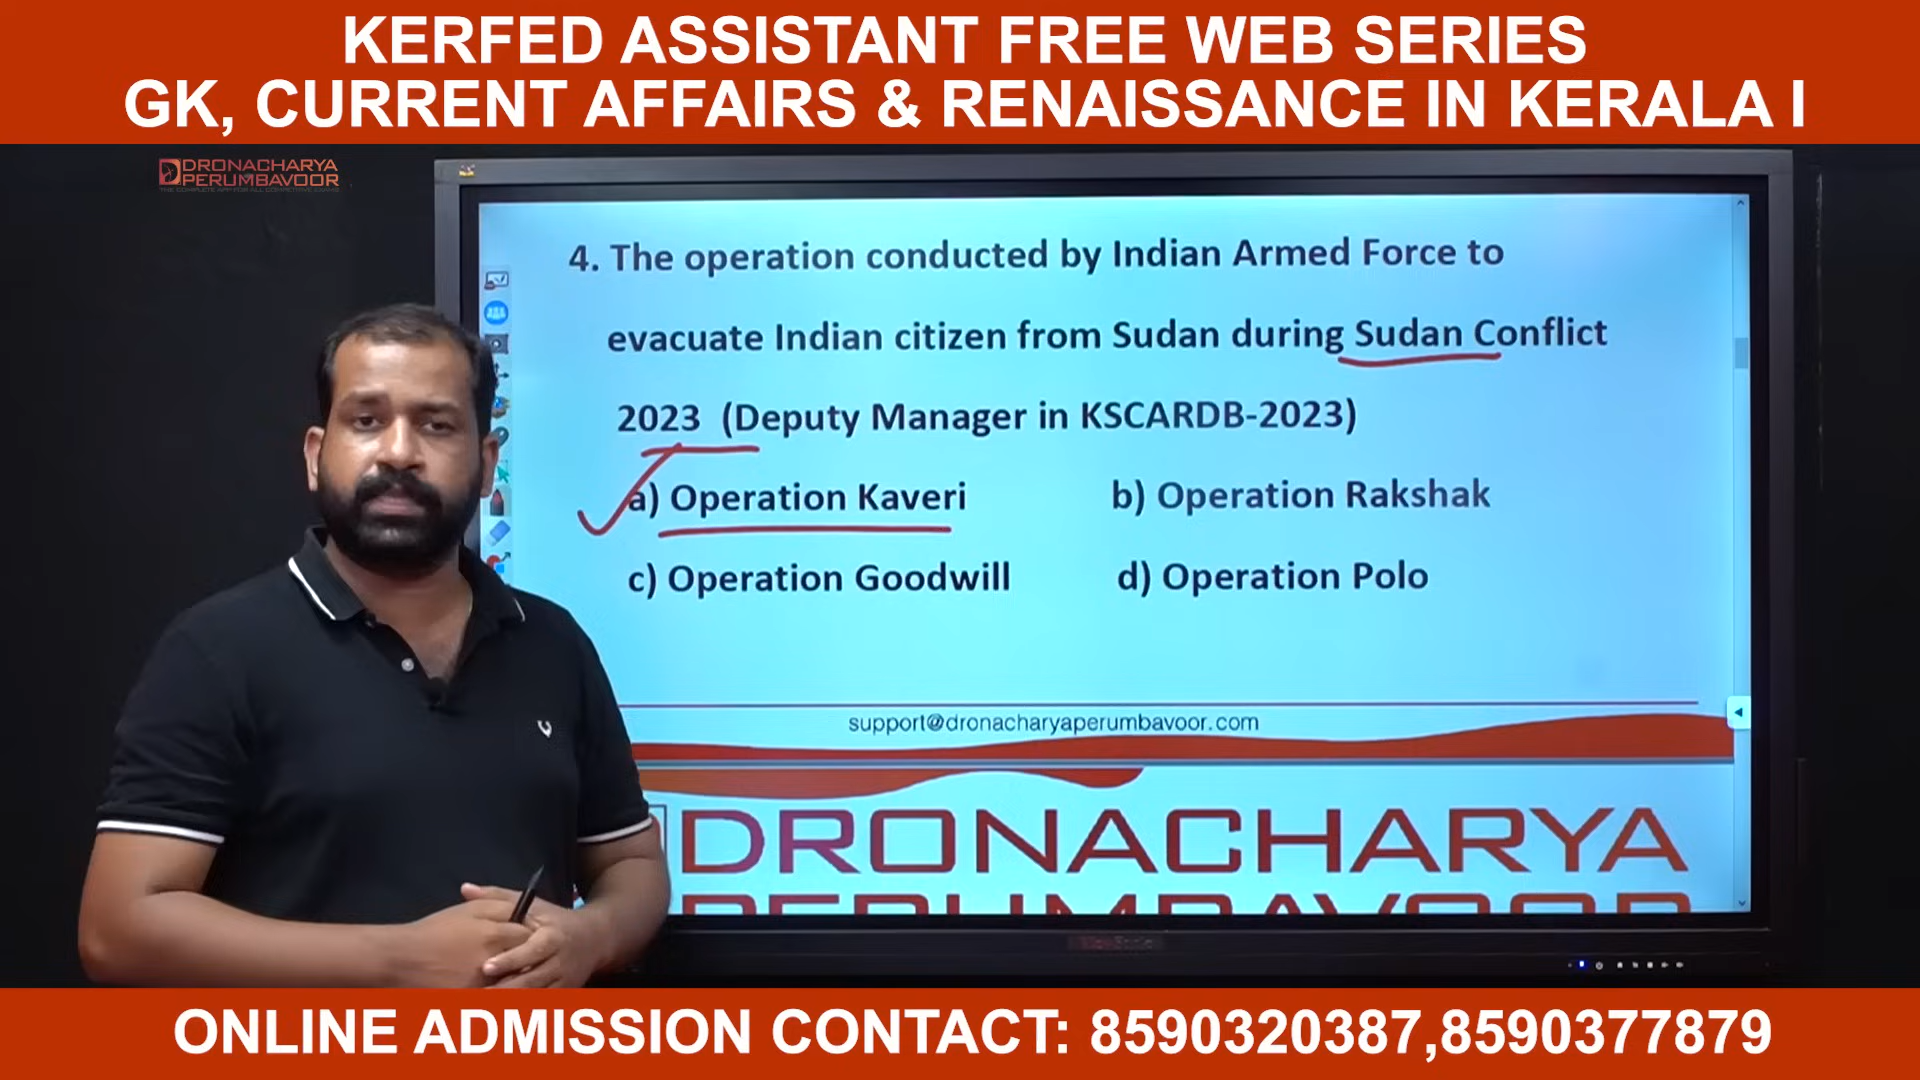 KERFED ASSISTANT FREE WEB SERIES
GK, CURRENT AFFAIRS & RENAISSANCE IN KERALA I
DRONACHARYA
PERUMBAVOOR
4. The operation conducted by Indian Armed Force to
evacuate Indian citizen from Sudan during Sudan Conflict
2023 (Deputy Manager in KSCARDB-2023)
a) Operation Kaveri b) Operation Rakshak
c) Operation Goodwill d) Operation Polo
support@dronacharyaperumbavoor.com
DRONACHARYA
PERUMBAVOOR
ONLINE ADMISSION CONTACT: 8590320387,8590377879